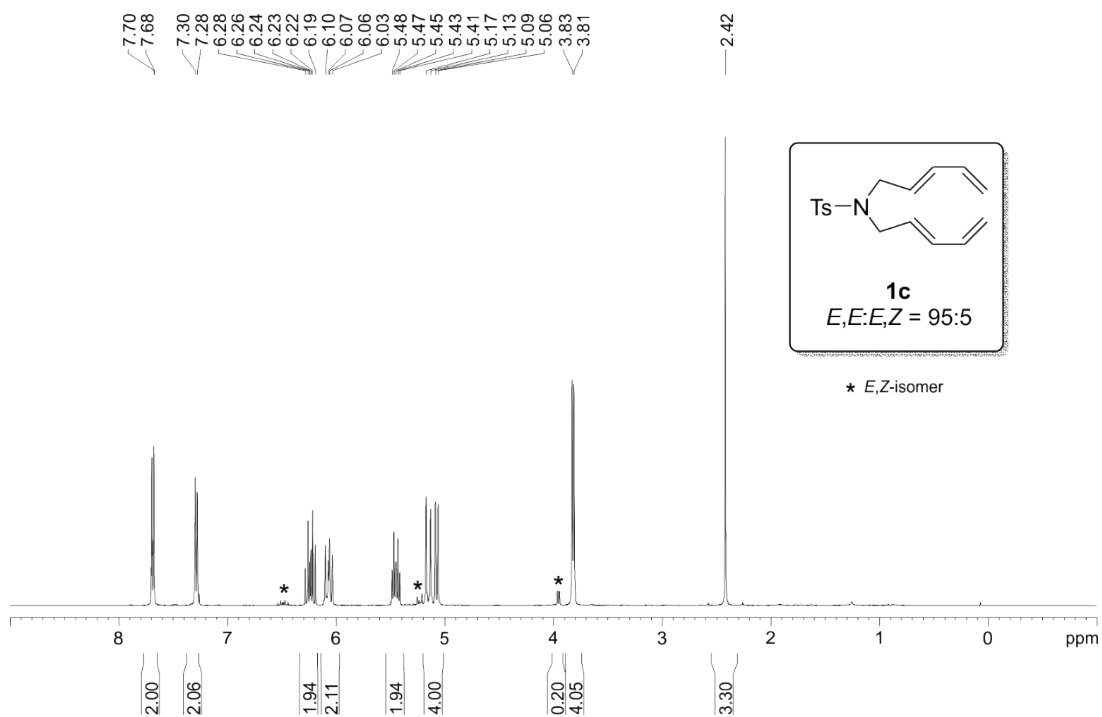 7.70 7.68 7.30 7.28 6.28 6.26 6.24 6.23 6.22 6.19 6.10 6.07 6.06 6.03 5.48 5.47 5.45 5.43 5.41 5.17 5.13 5.09 5.06 3.83 3.81 2.42
Ts N
1c
E,E:E,Z = 95:5
* E,Z-isomer
* * *
8 7 6 5 4 3 2 1 0 ppm
2.00 2.06 1.94 2.11 1.94 4.00 0.20 4.05 3.30